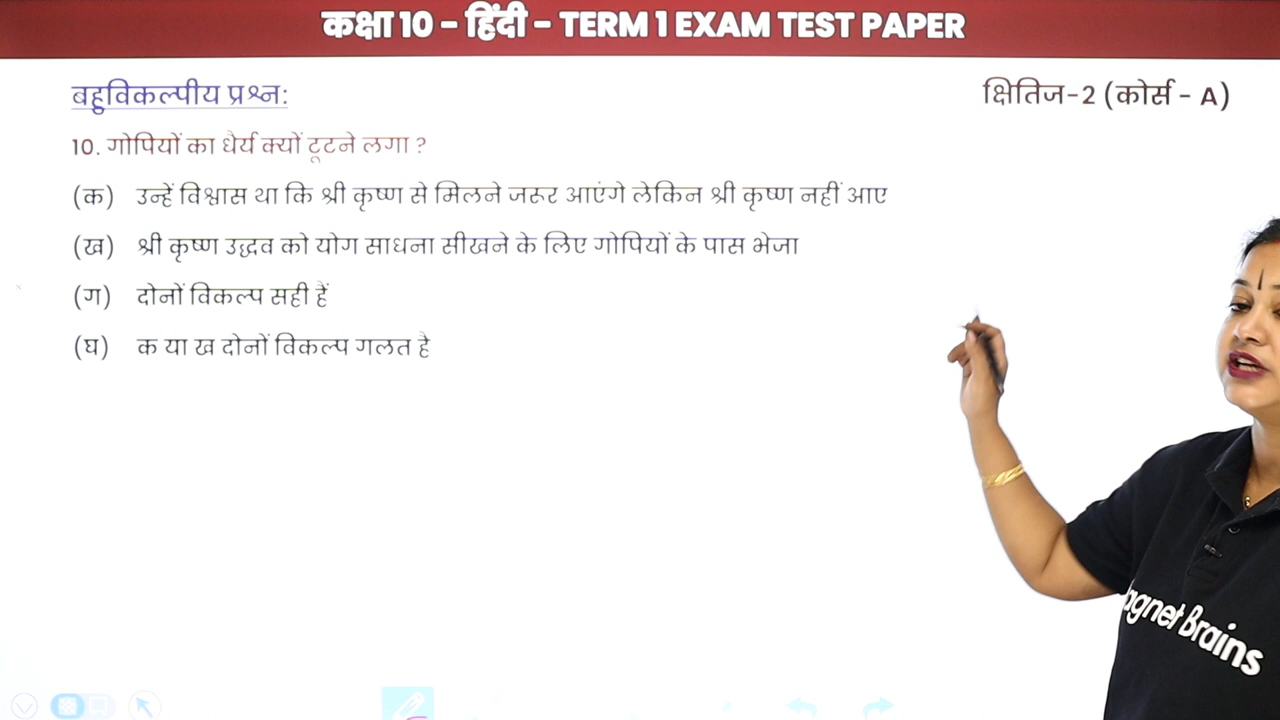 कक्षा 10 - हिंदी - TERM 1 EXAM TEST PAPER
बहुविकल्पीय प्रश्न:
क्षितिज-2 (कोर्स - A)
10. गोपियों का धैर्य क्यों टूटने लगा ?
(क) उन्हें विश्वास था कि श्री कृष्ण से मिलने जरूर आएंगे लेकिन श्री कृष्ण नहीं आए
(ख) श्री कृष्ण उद्धव को योग साधना सीखने के लिए गोपियों के पास भेजा
(ग) दोनों विकल्प सही हैं
(घ) क या ख दोनों विकल्प गलत है
agnet Brains